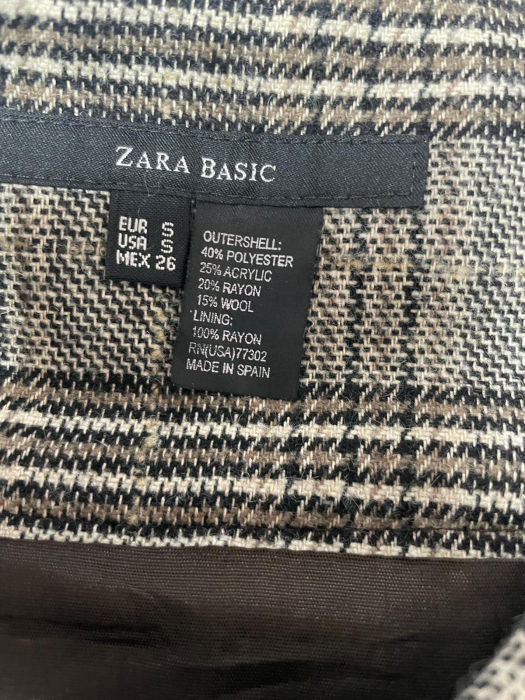 ZARA BASIC
EUR S
USA S
MEX 26
OUTERSHELL:
40% POLYESTER
25% ACRYLIC
20% RAYON
15% WOOL
LINING:
100% RAYON
RN(USA)77302
MADE IN SPAIN